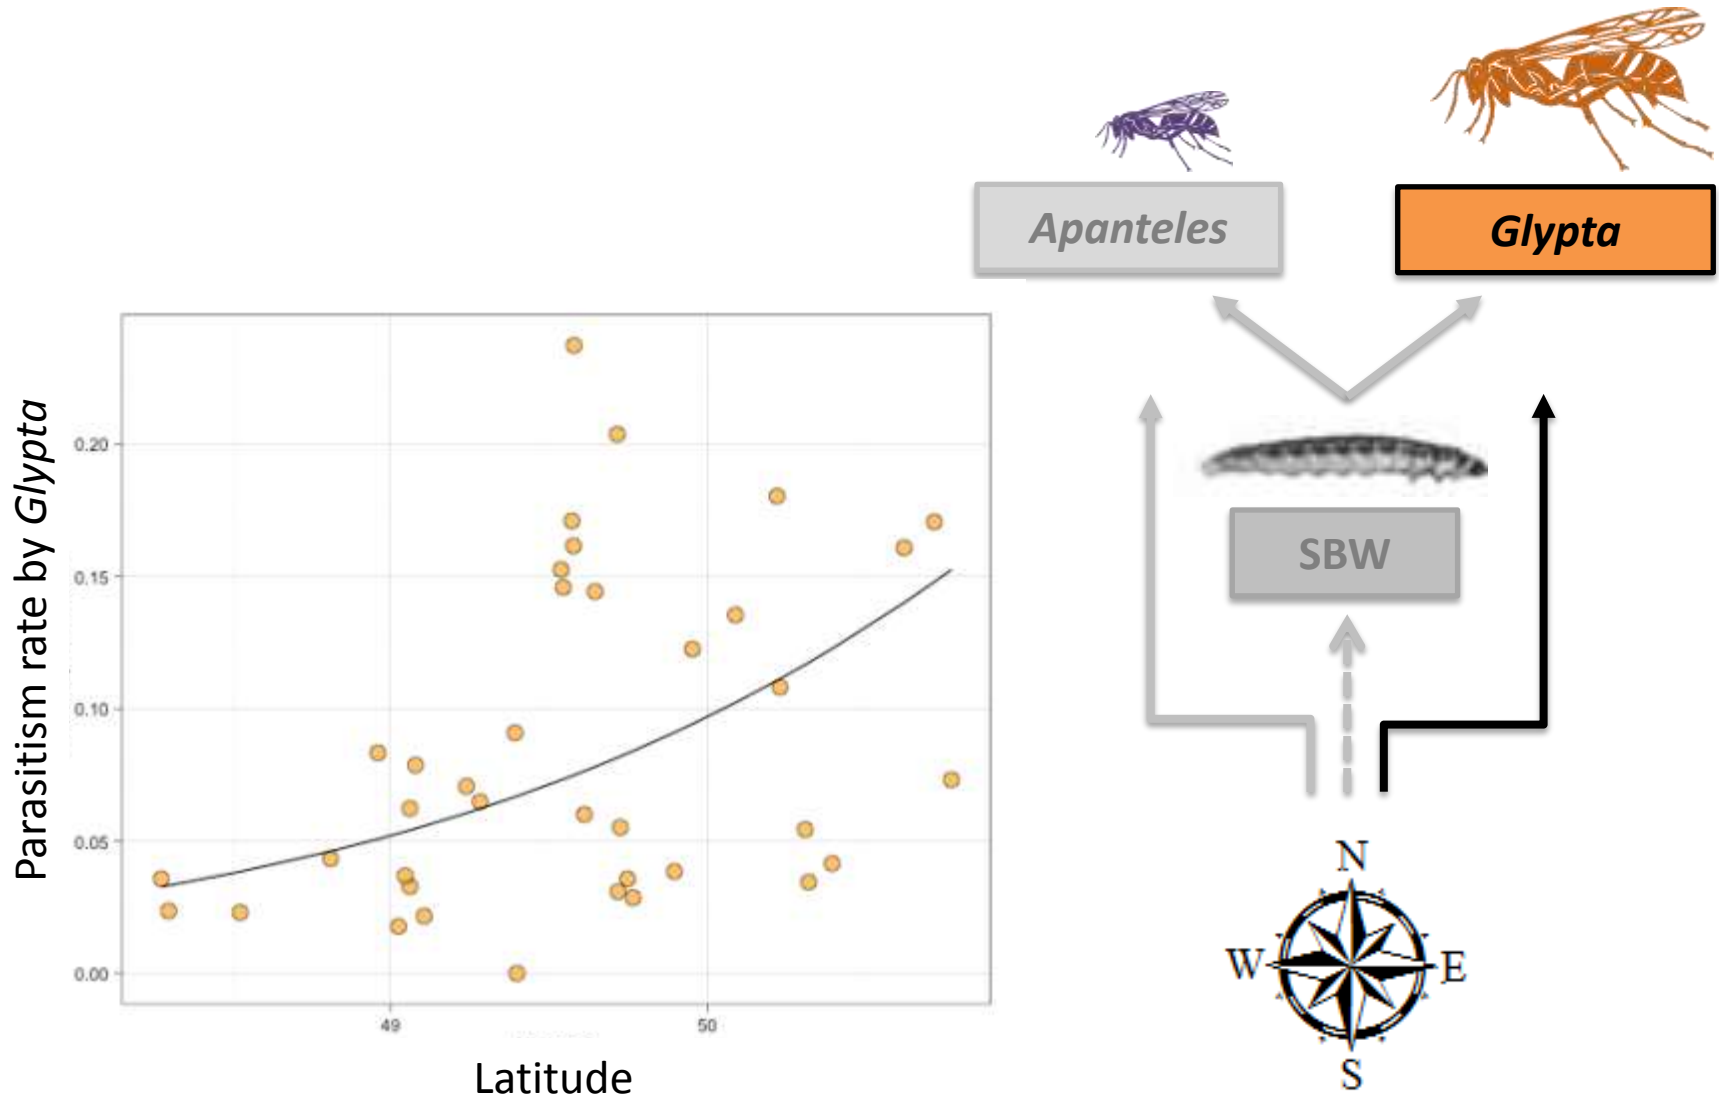 Apanteles
Glypta
SBW
Parasitism rate by Glypta
0.20
0.15
0.10
0.05
0.00
49
50
Latitude
N
W
E
S